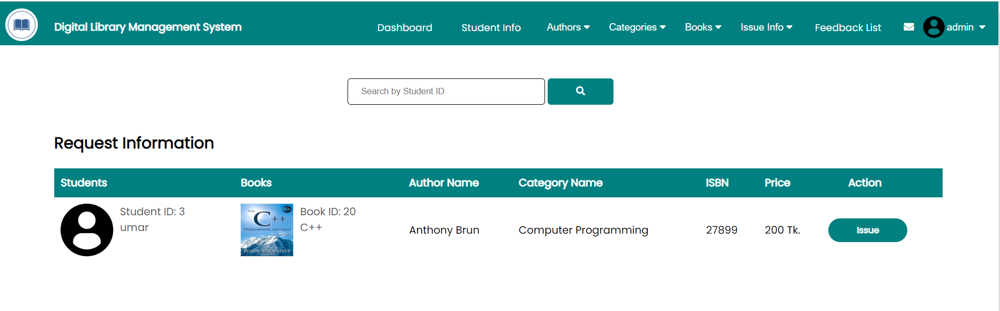 Digital Library Management System
Dashboard
Student Info
Authors
Categories
Books
Issue Info
Feedback List
admin
Search by Student ID
Request Information
Students Books Author Name Category Name ISBN Price Action
Student ID: 3
umar
THE
C++
PROGRAMMING LANGUAGE
BJARNE STROUSTRUP
Book ID: 20
C++
Anthony Brun
Computer Programming
27899
200 Tk.
Issue